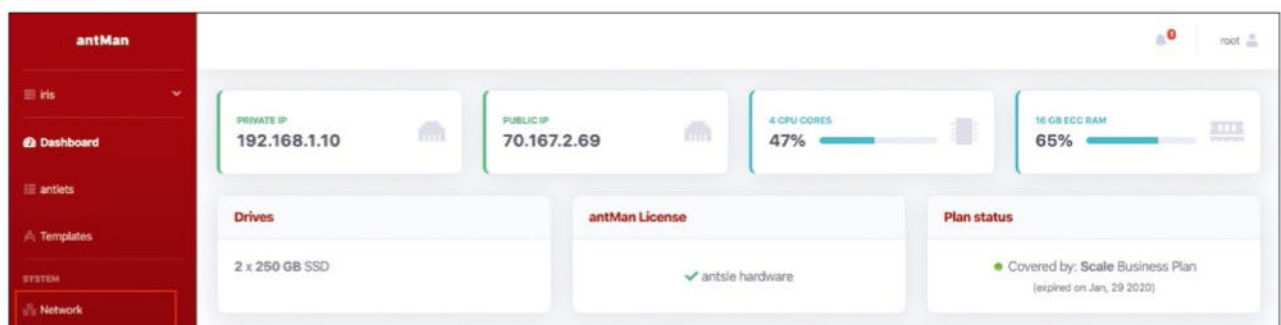 antMan
1
root
iris
Dashboard
antlets
Templates
SYSTEM
Network
PRIVATE IP
192.168.1.10
PUBLIC IP
70.167.2.69
4 CPU CORES
47%
16 GB ECC RAM
65%
Drives
2 x 250 GB SSD
antMan License
antsle hardware
Plan status
Covered by: Scale Business Plan
(expired on Jan, 29 2020)